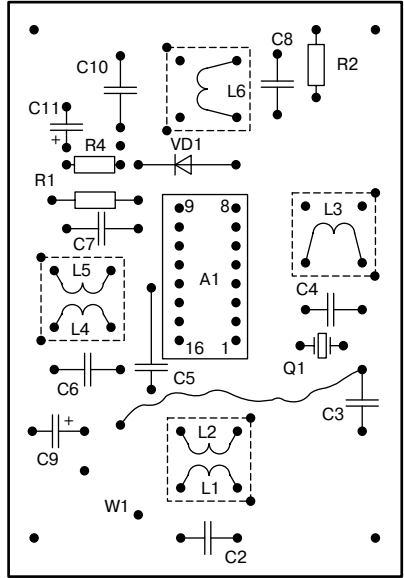 C8
C10
R2
L6
C11
+
R4
VD1
R1
9
8
L3
C7
L5
A1
C4
L4
16
1
Q1
C6
C5
C3
+
L2
C9
L1
W1
C2